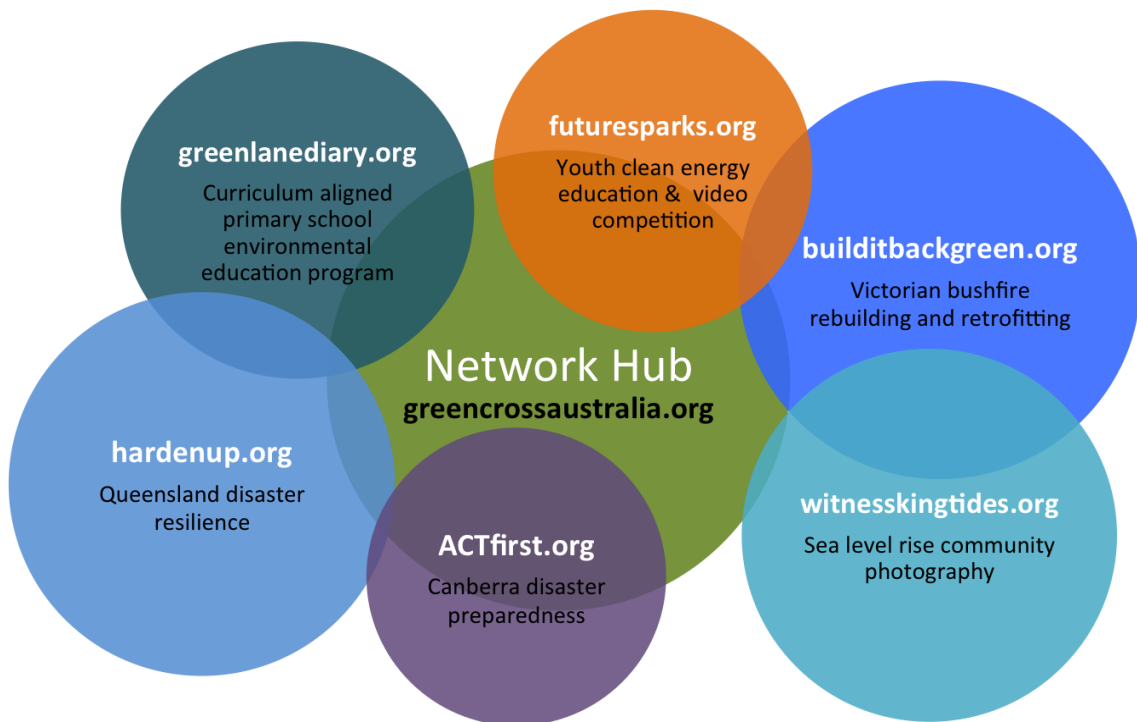 futuresparks.org
Youth clean energy
education &  video
competition
greenlanediary.org
Curriculum aligned
primary school
environmental
education program
builditbackgreen.org
Victorian bushfire
rebuilding and retrofitting
Network Hub
greencrossaustralia.org
hardenup.org
Queensland disaster
resilience
ACTfirst.org
Canberra disaster
preparedness
witnesskingtides.org
Sea level rise community
photography